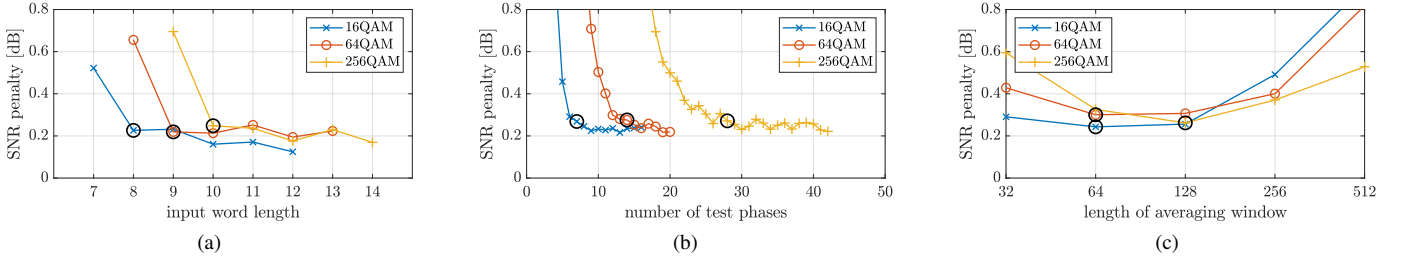 SNR penalty [dB]
0.8
0.6
0.4
0.2
0
7 8 9 10 11 12 13 14
input word length
16QAM
64QAM
256QAM
(a)
SNR penalty [dB]
0.8
0.6
0.4
0.2
0
0 10 20 30 40 50
number of test phases
16QAM
64QAM
256QAM
(b)
SNR penalty [dB]
0.8
0.6
0.4
0.2
0
32 64 128 256 512
length of averaging window
16QAM
64QAM
256QAM
(c)